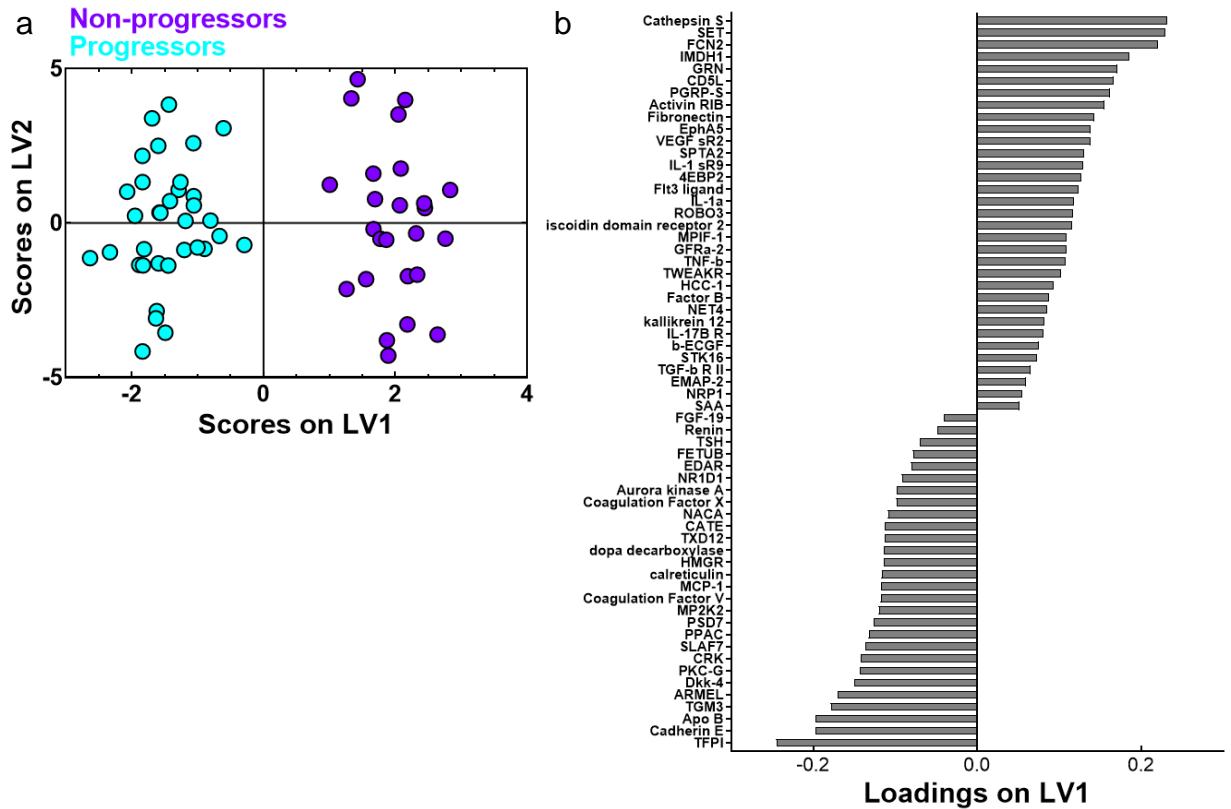 a
Non-progressors
Progressors
Scores on LV2
5
0
-5
-2
0
2
4
Scores on LV1
b
Cathepsin S
SET
FCN2
IMDH1
GRN
CD5L
PGRP-S
Activin RIB
Fibronectin
EphA5
VEGF sR2
SPTA2
IL-1 sR9
4EBP2
Flt3 ligand
IL-1a
ROBO3
iscoidin domain receptor 2
MPIF-1
GFRa-2
TNF-b
TWEAKR
HCC-1
Factor B
NET4
kallikrein 12
IL-17B R
b-ECGF
STK16
TGF-b R II
EMAP-2
NRP1
SAA
FGF-19
Renin
TSH
FETUB
EDAR
NR1D1
Aurora kinase A
Coagulation Factor X
NACA
CATE
TXD12
dopa decarboxylase
HMGR
calreticulin
MCP-1
Coagulation Factor V
MP2K2
PSD7
PPAC
SLAF7
CRK
PKC-G
Dkk-4
ARMEL
TGM3
Apo B
Cadherin E
TFPI
-0.2
0.0
0.2
Loadings on LV1